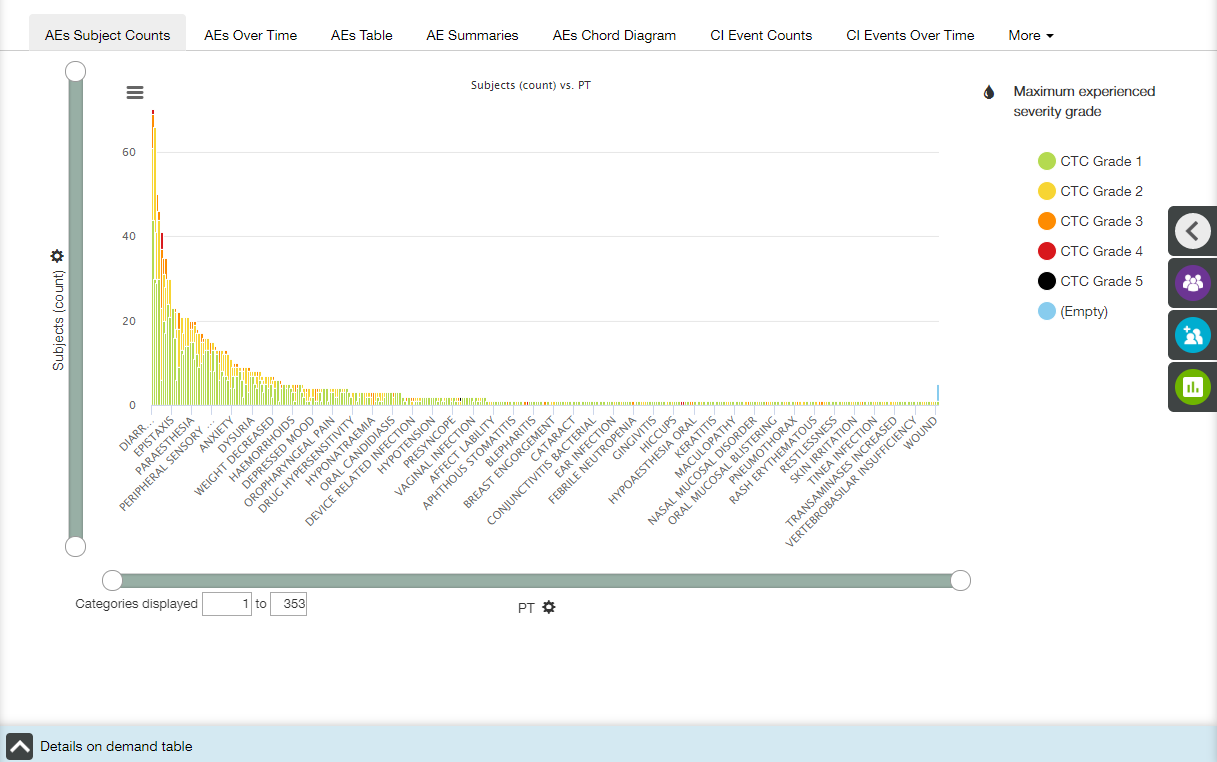 AEs Subject Counts AEs Over Time AEs Table AE Summaries AEs Chord Diagram CI Event Counts CI Events Over Time More
Subjects (count) vs. PT
Subjects (count)
60
40
20
0
DIARR...
EPISTAXIS
PARAESTHESIA
PERIPHERAL SENSORY ...
ANXIETY
DYSURIA
WEIGHT DECREASED
HAEMORRHOIDS
DEPRESSED MOOD
OROPHARYNGEAL PAIN
DRUG HYPERSENSITIVITY
HYPONATRAEMIA
ORAL CANDIDIASIS
DEVICE RELATED INFECTION
HYPOTENSION
PRESYNCOPE
VAGINAL INFECTION
AFFECT LABILITY
APHTHOUS STOMATITIS
BLEPHARITIS
BREAST ENGORGEMENT
CATARACT
CONJUNCTIVITIS BACTERIAL
EAR INFECTION
FEBRILE NEUTROPENIA
GINGIVITIS
HICCUPS
HYPOAESTHESIA ORAL
KERATITIS
MACULOPATHY
NASAL MUCOSAL DISORDER
ORAL MUCOSAL BLISTERING
PNEUMOTHORAX
RASH ERYTHEMATOUS
RESTLESSNESS
SKIN IRRITATION
TINEA INFECTION
TRANSAMINASES INCREASED
VERTEBROBASILAR INSUFFICIENCY
WOUND
Maximum experienced
severity grade
CTC Grade 1
CTC Grade 2
CTC Grade 3
CTC Grade 4
CTC Grade 5
(Empty)
Categories displayed 1 to 353
PT
Details on demand table